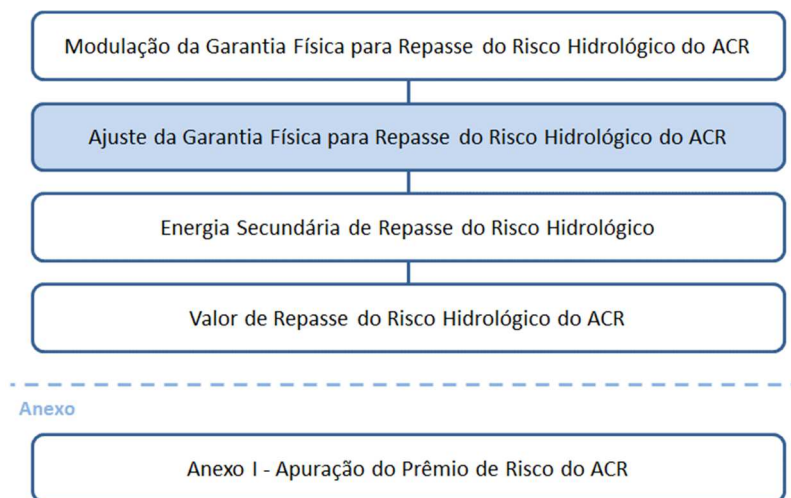 Modulação da Garantia Física para Repasse do Risco Hidrológico do ACR
Ajuste da Garantia Física para Repasse do Risco Hidrológico do ACR
Energia Secundária de Repasse do Risco Hidrológico
Valor de Repasse do Risco Hidrológico do ACR
Anexo
Anexo I - Apuração do Prêmio de Risco do ACR